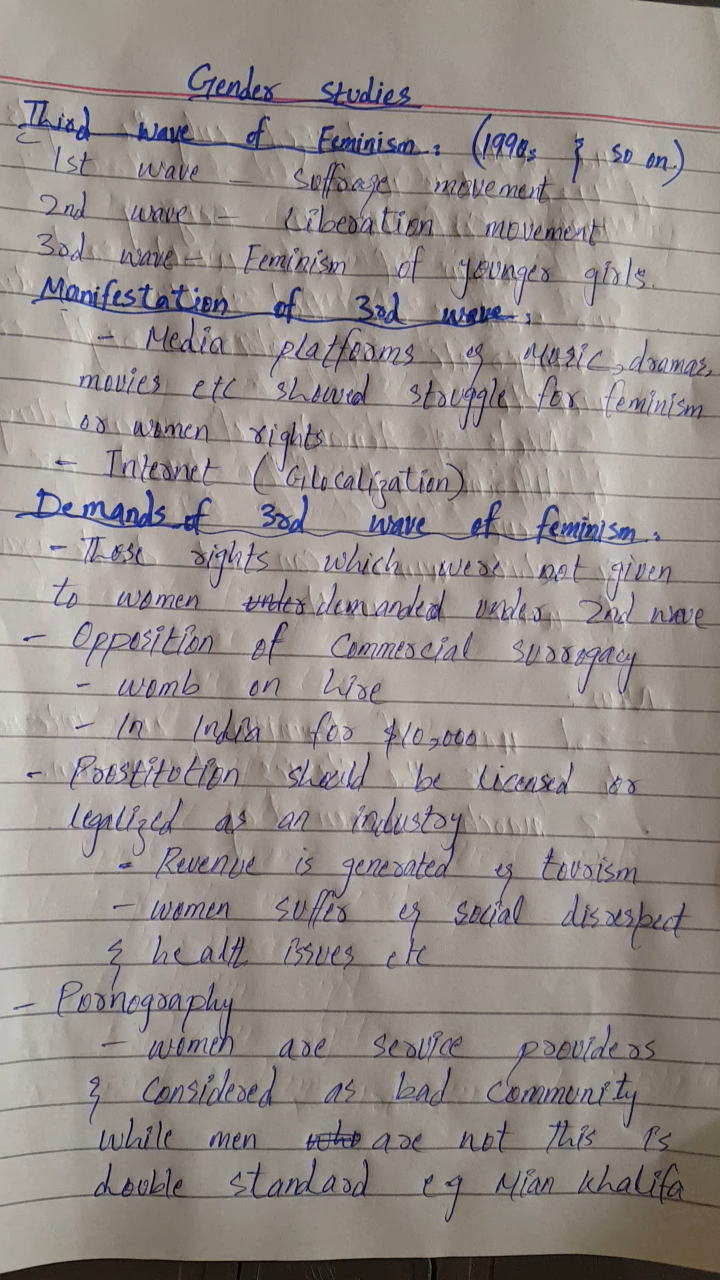 Gender Studies
Third wave of Feminism: (1990s & so on)
1st wave - Suffrage movement
2nd wave - Liberation movement
3rd wave - Feminism of younger girls.
Manifestation of 3rd wave:
- Media platforms eg Music, dramas,
movies etc showed struggle for feminism
or women rights
- Internet (Glocalization)
Demands of 3rd wave of feminism:
- Those rights which were not given
to women under demanded under 2nd wave
- Opposition of Commercial surrogacy
- womb on hire
- In India for $10,000
- Prostitution should be licensed or
legalized as an industry
- Revenue is generated eg tourism
- women suffer eg social disrespect
& healt issues etc
- Pornography
- women are service providers
& Considered as bad community
while men who are not this is
double standard eg Mian Khalifa